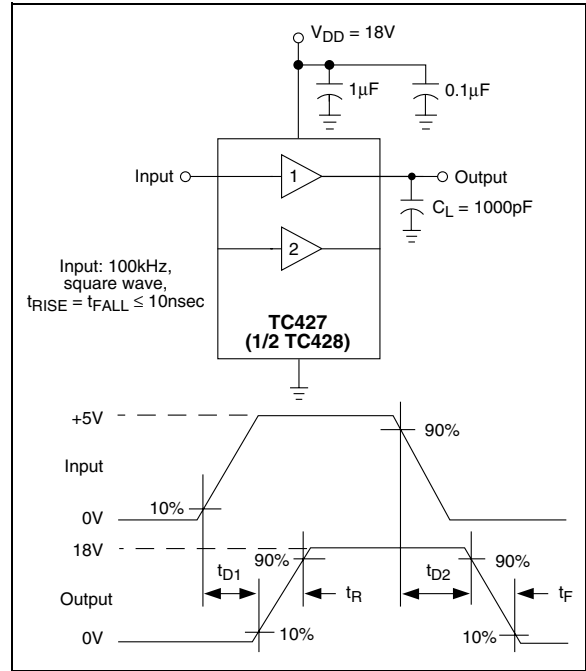 V_DD = 18V
1μF
0.1μF
Input
1
Output
C_L = 1000pF
2
Input: 100kHz,
square wave,
t_RISE = t_FALL ≤ 10nsec
TC427
(1/2 TC428)
+5V
90%
Input
10%
0V
18V
90%
90%
t_D1
t_R
t_D2
t_F
Output
10%
10%
0V